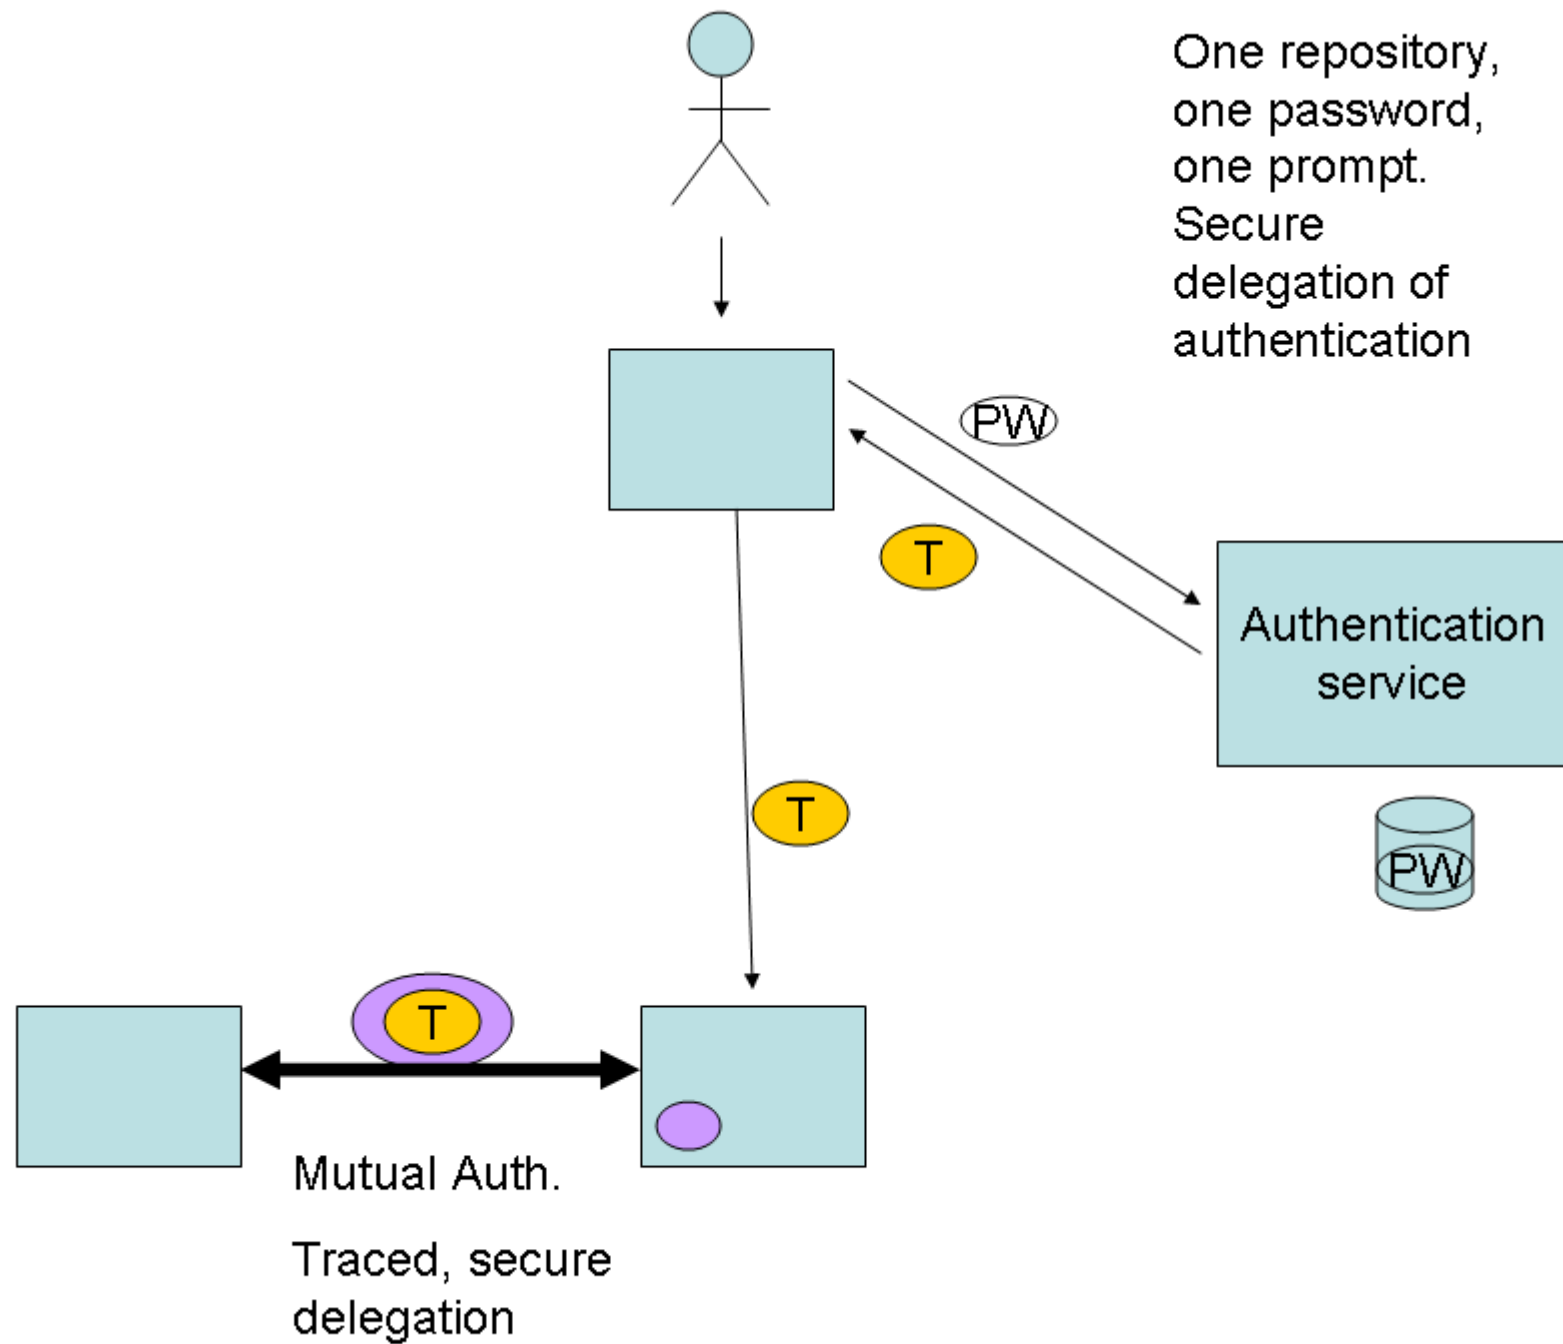 One repository,
one password,
one prompt.
Secure
delegation of
authentication
PW
T
Authentication
service
T
PW
T
Mutual Auth.
Traced, secure
delegation